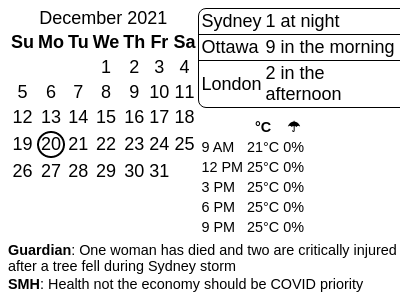 December 2021
Su Mo Tu We Th Fr Sa
1 2 3 4
5 6 7 8 9 10 11
12 13 14 15 16 17 18
19 20 21 22 23 24 25
26 27 28 29 30 31
Sydney 1 at night
Ottawa 9 in the morning
London 2 in the
afternoon
°C ☂
9 AM 21°C 0%
12 PM 25°C 0%
3 PM 25°C 0%
6 PM 25°C 0%
9 PM 25°C 0%
Guardian: One woman has died and two are critically injured
after a tree fell during Sydney storm
SMH: Health not the economy should be COVID priority